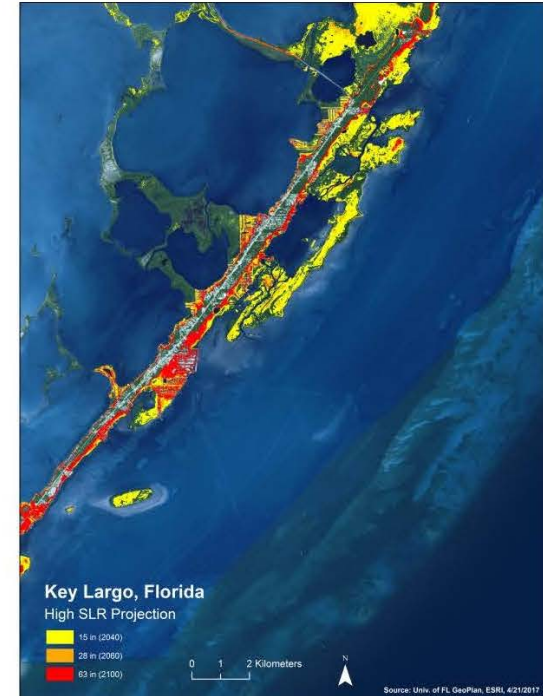 Key Largo, Florida
High SLR Projection
15 in (2040)
28 in (2060)
63 in (2100)
0 1 2 Kilometers
N
Source: Univ. of FL GeoPlan, ESRI, 4/21/2017